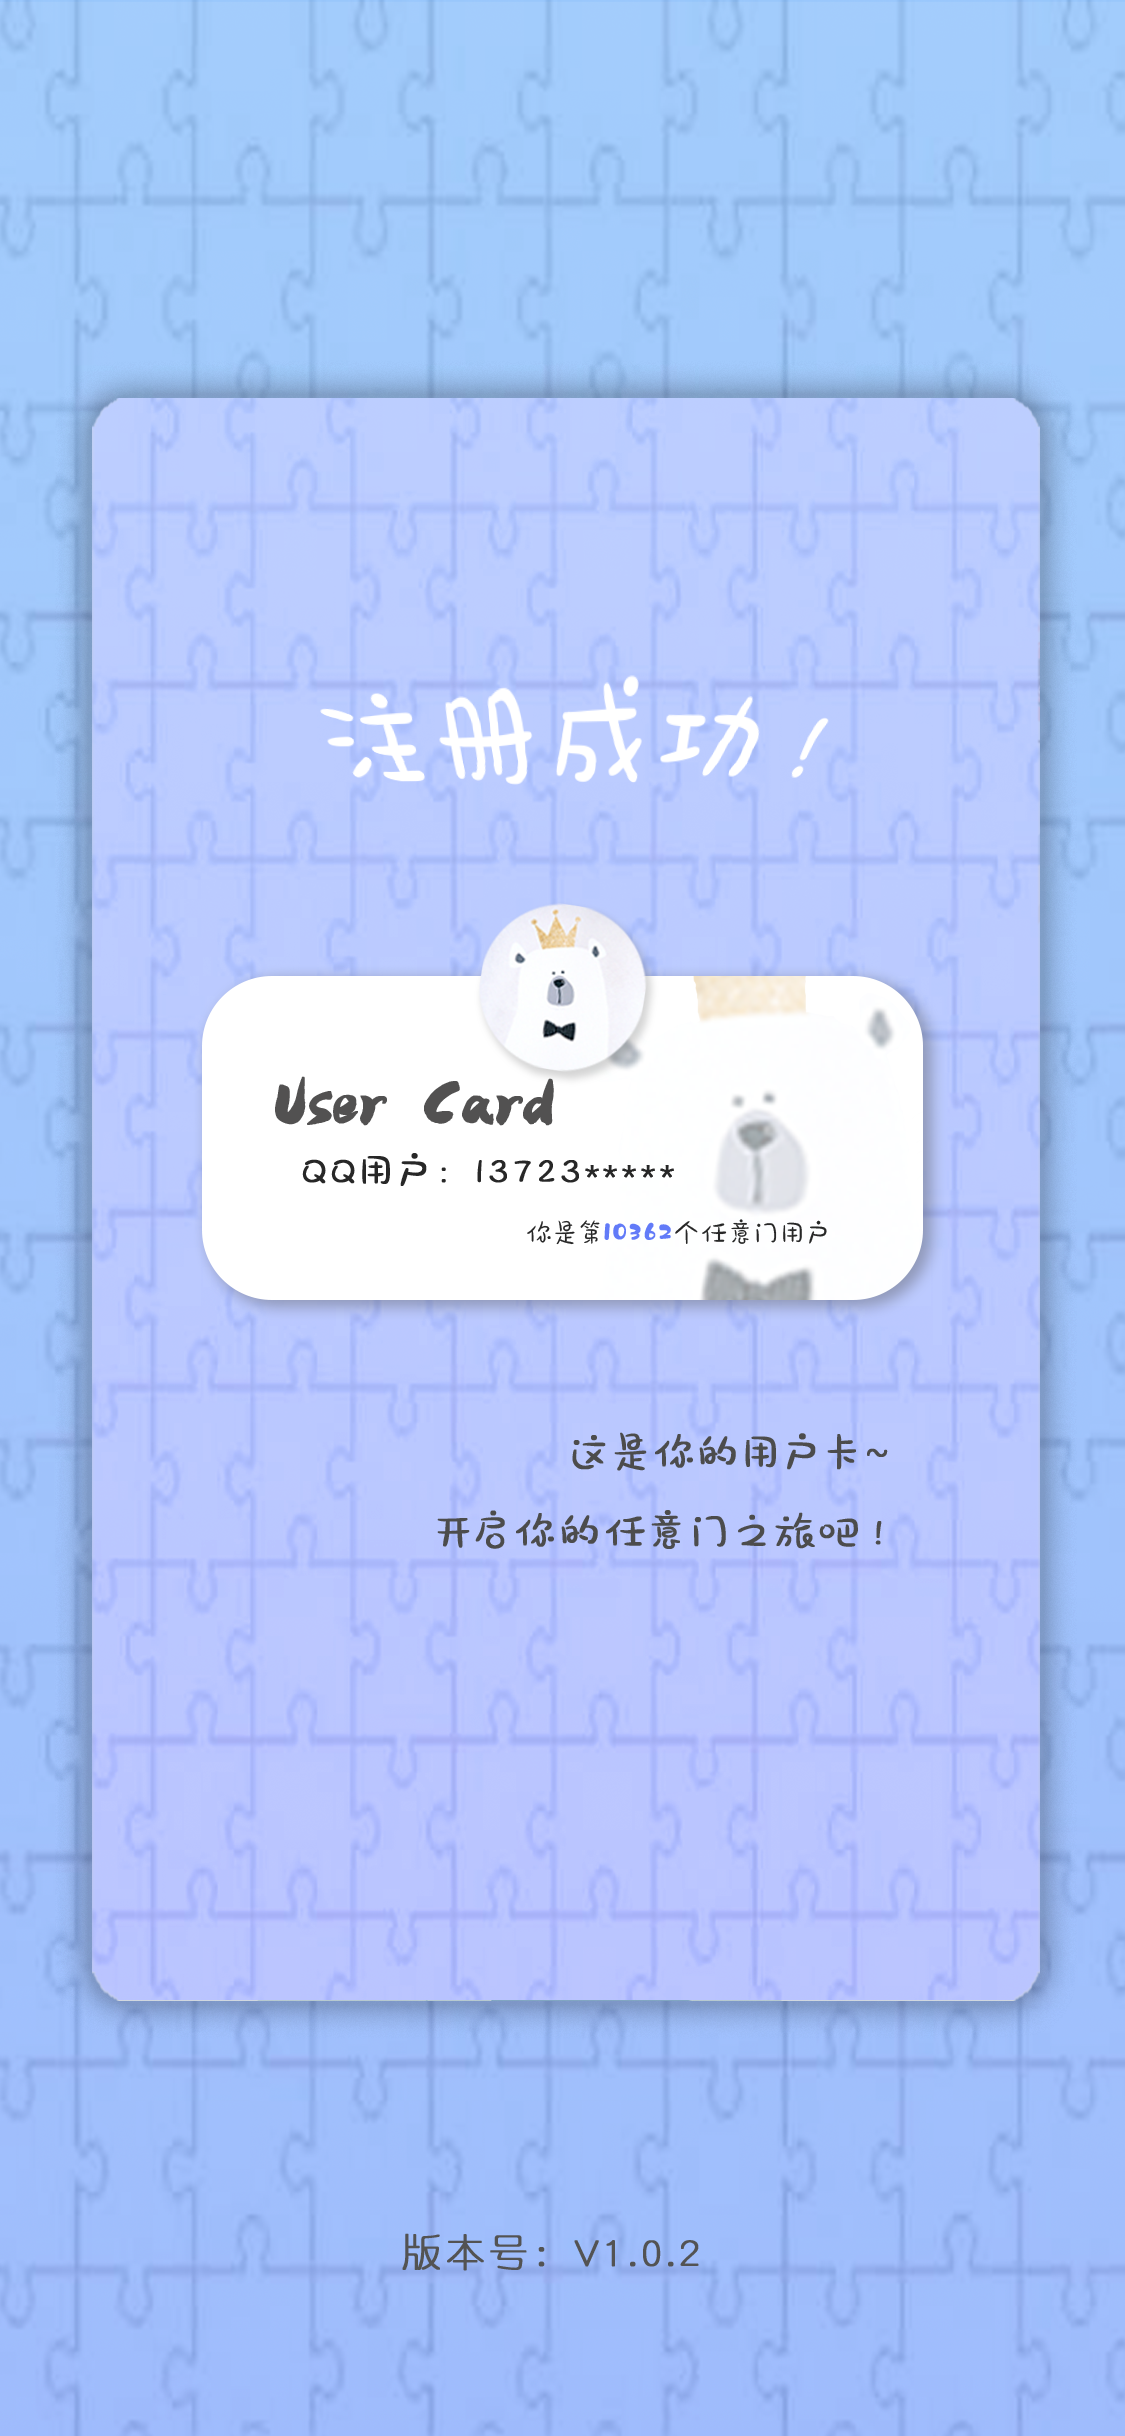 注册成功！
User Card
QQ用户：13723*****
你是第10362个任意门用户
这是你的用户卡~
开启你的任意门之旅吧！
版本号：V1.0.2